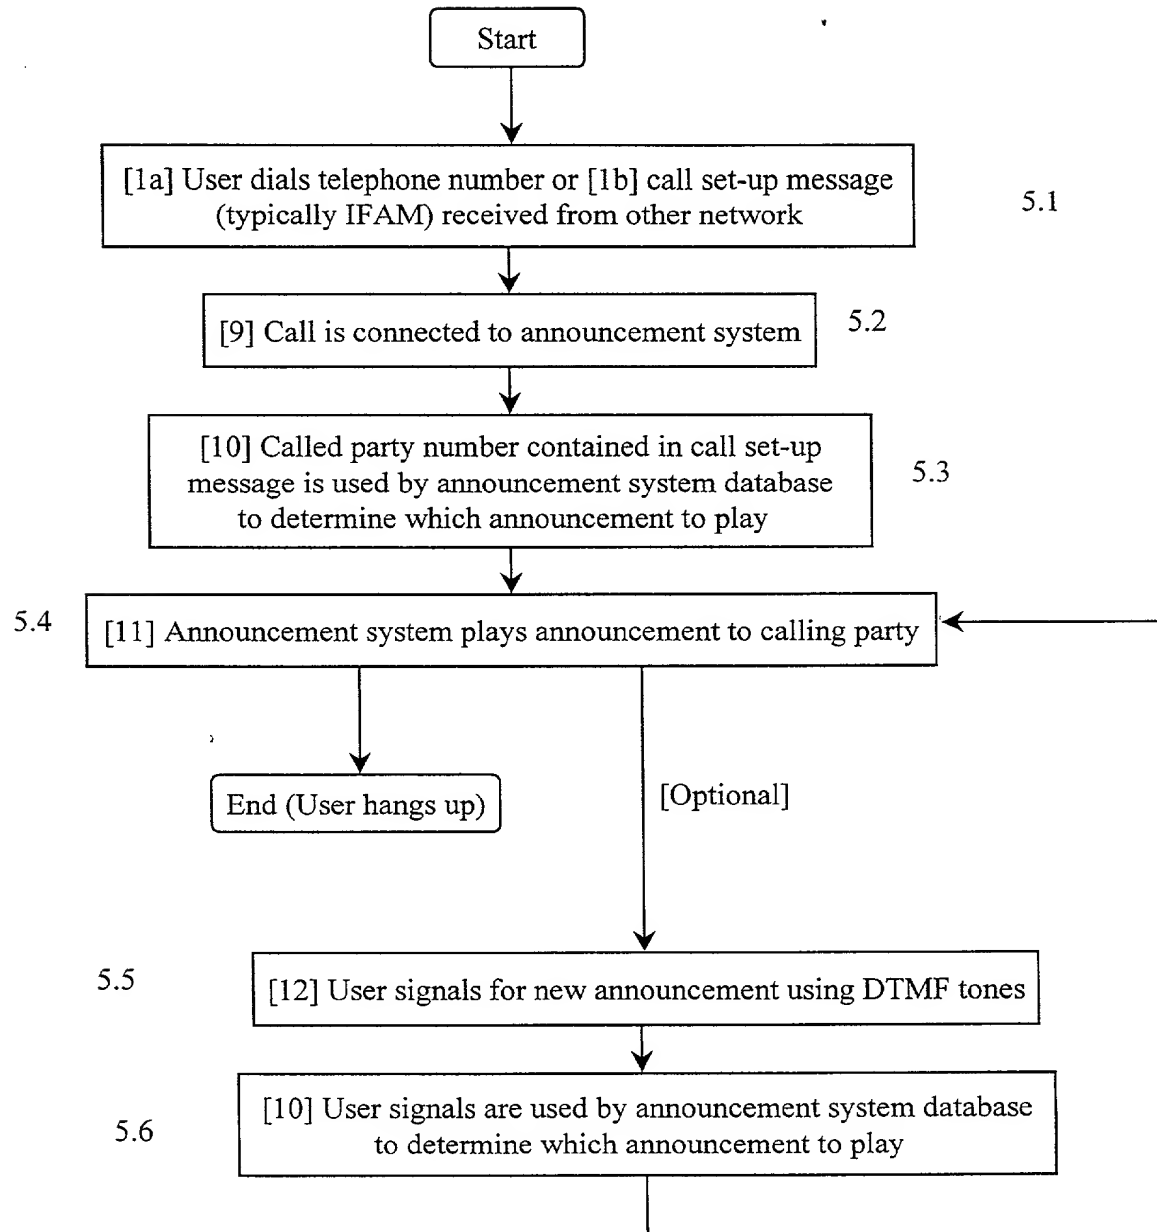 Start
[1a] User dials telephone number or [1b] call set-up message
(typically IFAM) received from other network
5.1
[9] Call is connected to announcement system
5.2
[10] Called party number contained in call set-up
message is used by announcement system database
to determine which announcement to play
5.3
5.4
[11] Announcement system plays announcement to calling party
End (User hangs up)
[Optional]
5.5
[12] User signals for new announcement using DTMF tones
5.6
[10] User signals are used by announcement system database
to determine which announcement to play